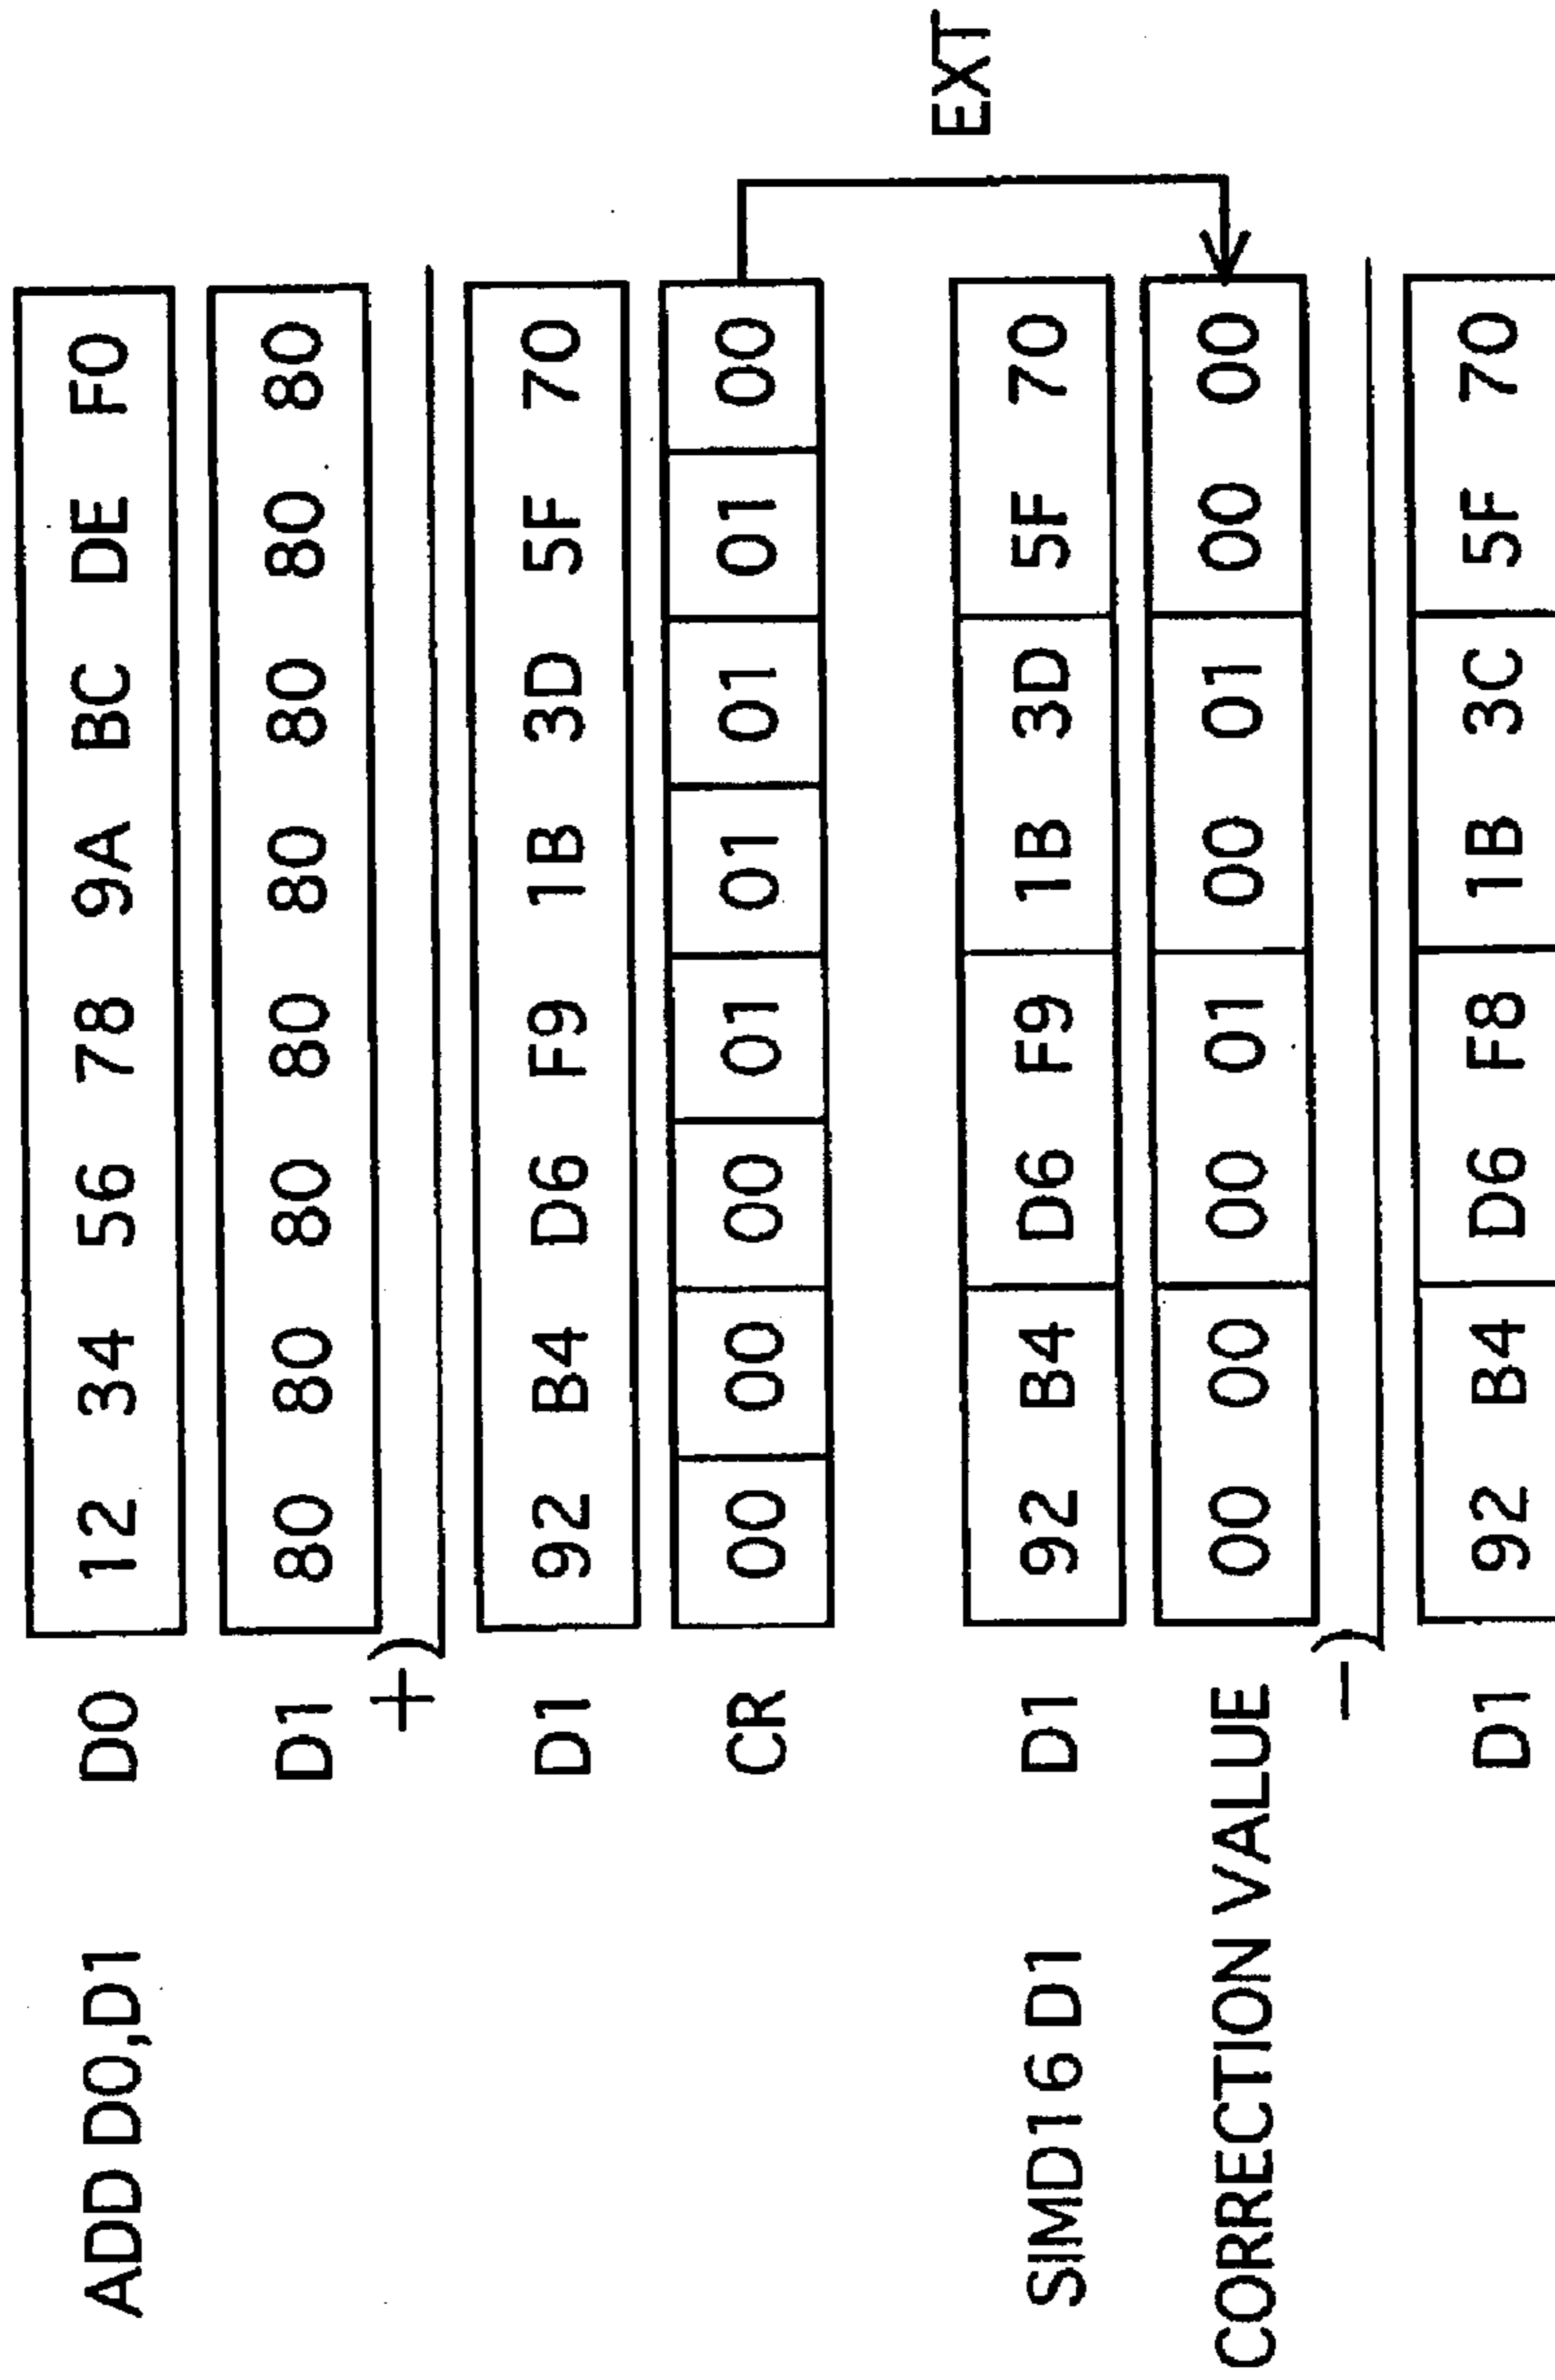 ADD D0,D1 D0 12 34 56 78 9A BC DE F0
D1 80 80 80 80 80 80 80 80
+)
D1 92 B4 D6 F9 1B 3D 5F 70
CR 00 00 00 01 01 01 01 00
EXT
SIMD16 D1 D1 92 B4 D6 F9 1B 3D 5F 70
CORRECTION VALUE 00 00 00 01 00 01 00 00
−)
D1 92 B4 D6 F8 1B 3C 5F 70